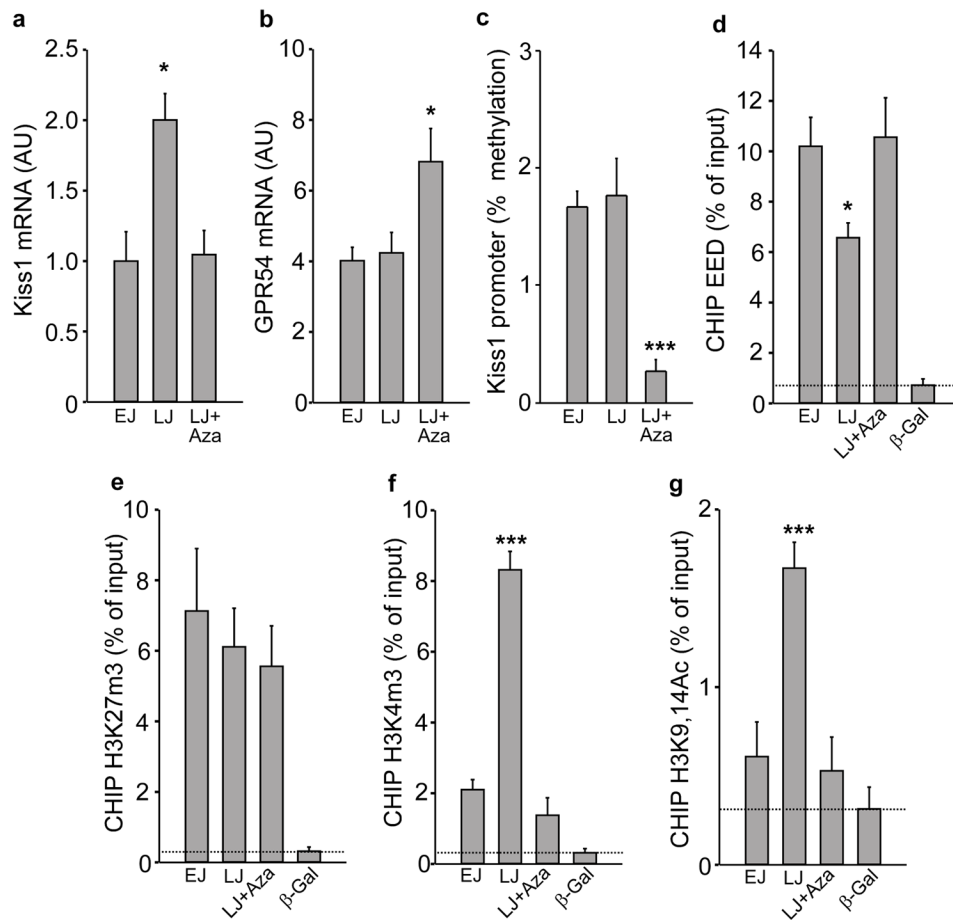 a
Kiss1 mRNA (AU)
2.5
2.0
1.0
0.5
0
*
EJ
LJ
LJ+
Aza
b
GPR54 mRNA (AU)
10
8
6
4
2
0
*
EJ
LJ
LJ+
Aza
c
Kiss1 promoter (% methylation)
3
2
1
0
***
EJ
LJ
LJ+
Aza
d
CHIP EED (% of input)
14
12
10
8
6
4
2
0
*
EJ
LJ
LJ+Aza
β-Gal
e
CHIP H3K27m3 (% of input)
10
8
6
4
2
0
EJ
LJ
LJ+Aza
β-Gal
f
CHIP H3K4m3 (% of input)
10
8
6
4
2
0
***
EJ
LJ
LJ+Aza
β-Gal
g
CHIP H3K9,14Ac (% of input)
2
1
0
***
EJ
LJ
LJ+Aza
β-Gal